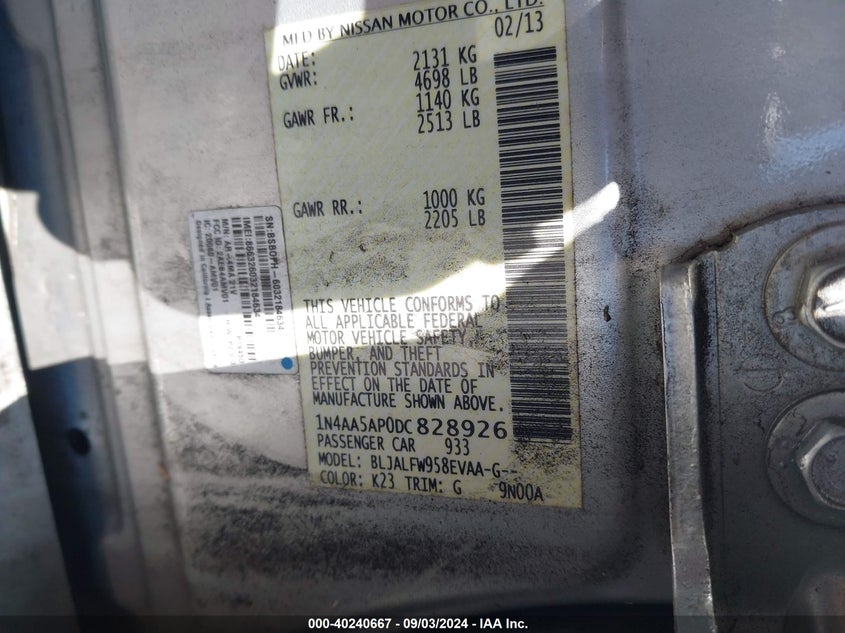 MFD BY NISSAN MOTOR CO., LTD.
DATE: 02/13
GVWR: 2131 KG
4698 LB
GAWR FR.: 1140 KG
2513 LB
GAWR RR.: 1000 KG
2205 LB
THIS VEHICLE CONFORMS TO
ALL APPLICABLE FEDERAL
MOTOR VEHICLE SAFETY,
BUMPER, AND THEFT
PREVENTION STANDARDS IN
EFFECT ON THE DATE OF
MANUFACTURE SHOWN ABOVE.
1N4AA5AP0DC828926
PASSENGER CAR 933
MODEL: BLJALFW958EVAA-G--
COLOR: K23 TRIM: G 9N00A
000-40240667 - 09/03/2024 - IAA Inc.